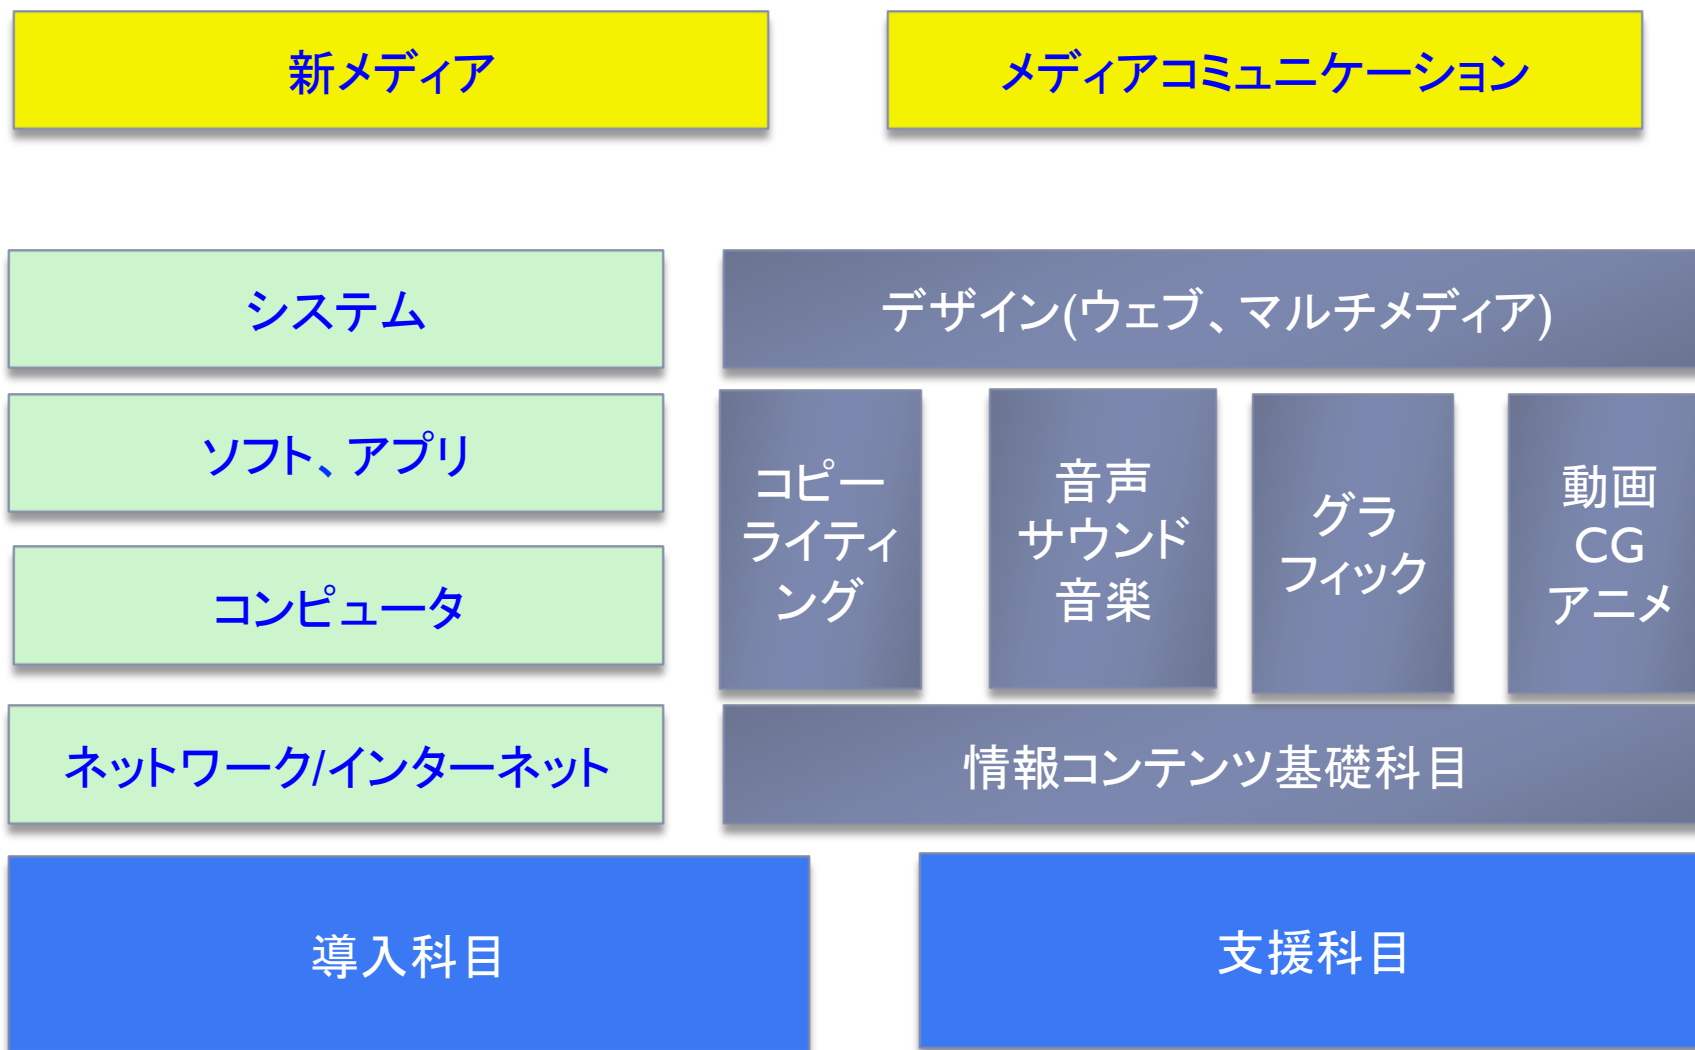 新メディア
メディアコミュニケーション
システム
デザイン(ウェブ、マルチメディア)
ソフト、アプリ
コンピュータ
コピー
ライティ
ング
音声
サウンド
音楽
グラ
フィック
動画
CG
アニメ
ネットワーク/インターネット
情報コンテンツ基礎科目
導入科目
支援科目